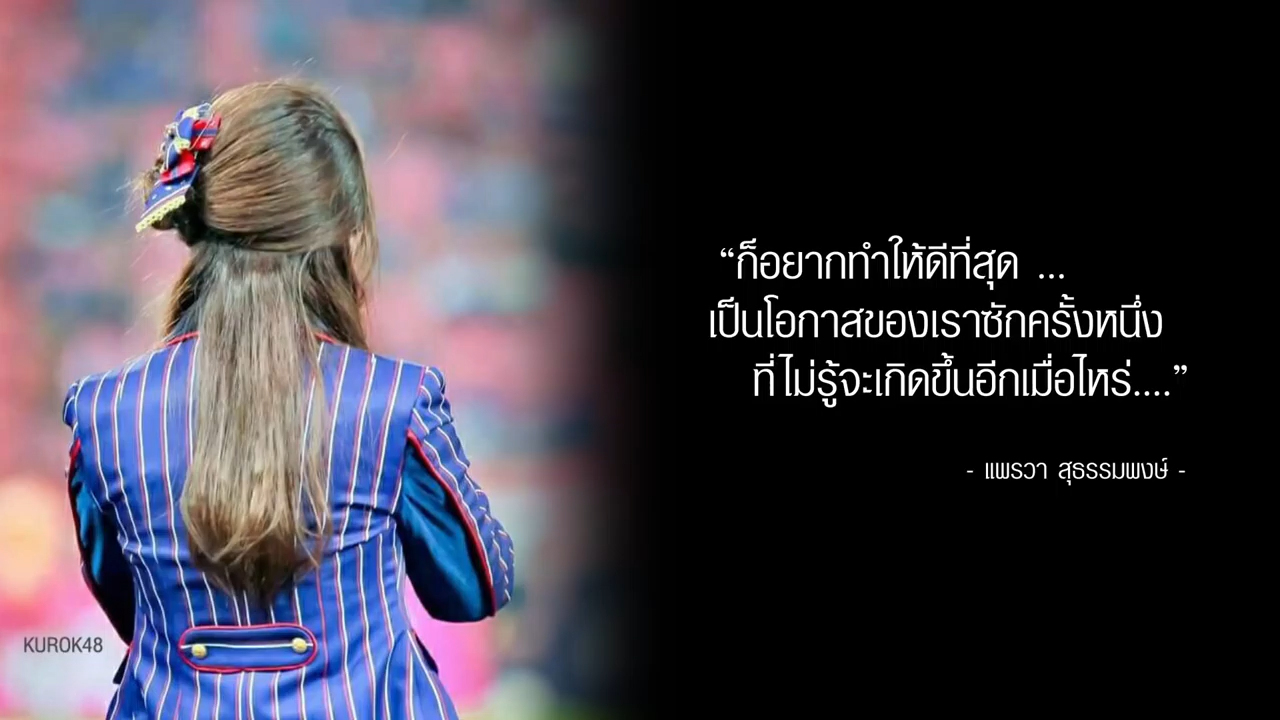 “ก็อยากทำให้ดีที่สุด ...
เป็นโอกาสของเราซักครั้งหนึ่ง
ที่ไม่รู้จะเกิดขึ้นอีกเมื่อไหร่....”
- แพรวา สุธรรมพงษ์ -
KUROK48